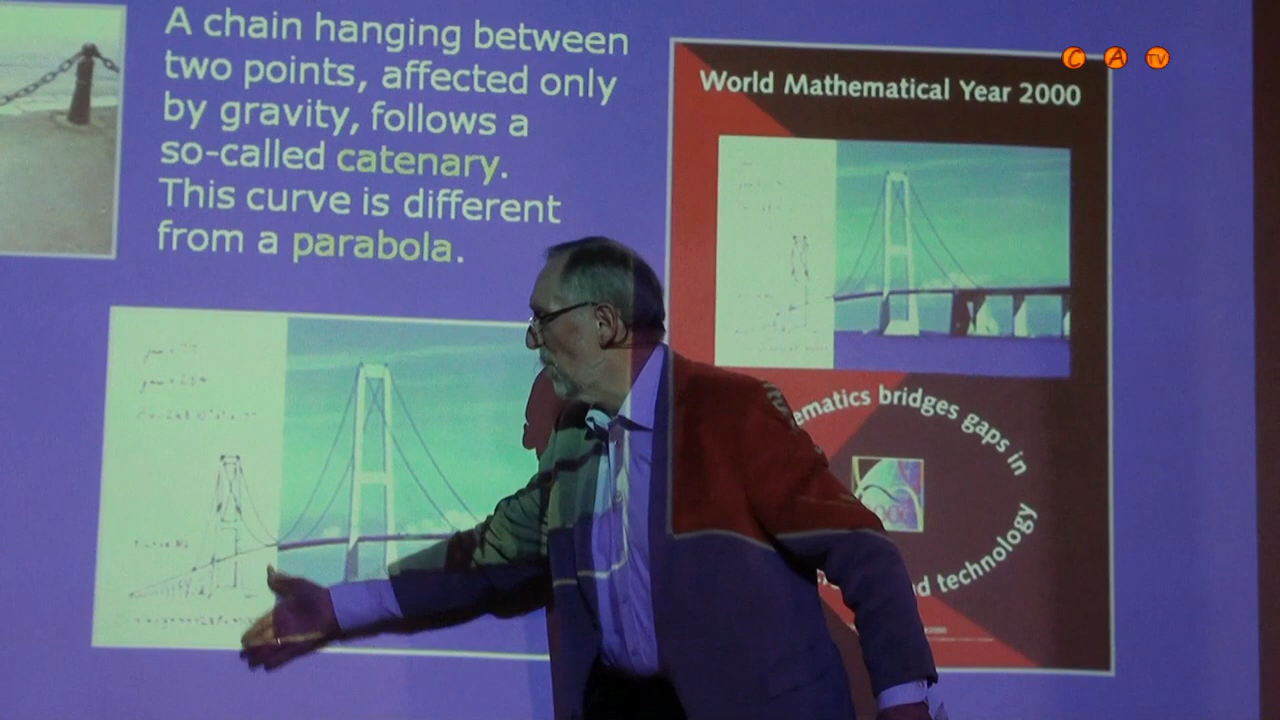 A chain hanging between
two points, affected only
by gravity, follows a
so-called catenary.
This curve is different
from a parabola.
C A TV
World Mathematical Year 2000
ematics bridges gaps in
d technology